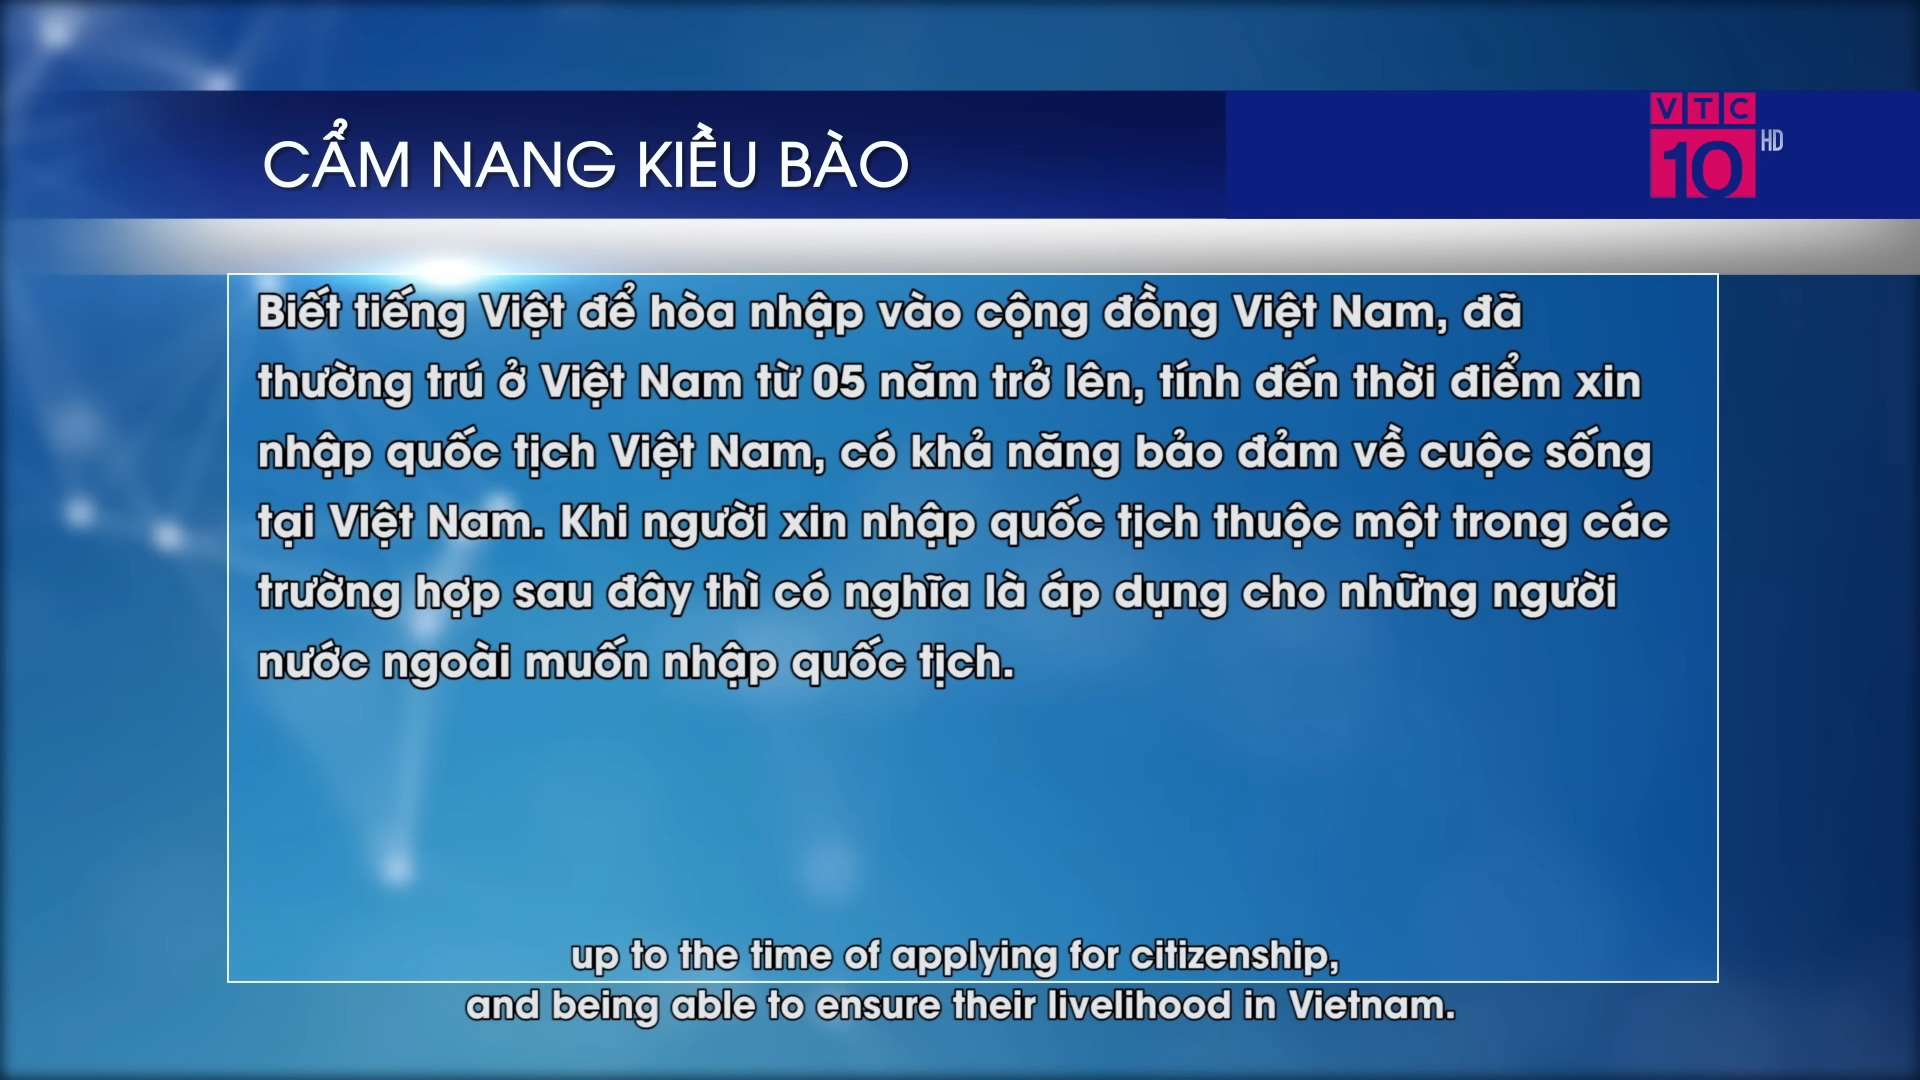 CẨM NANG KIỀU BÀO
VTC
10 HD
Biết tiếng Việt để hòa nhập vào cộng đồng Việt Nam, đã
thường trú ở Việt Nam từ 05 năm trở lên, tính đến thời điểm xin
nhập quốc tịch Việt Nam, có khả năng bảo đảm về cuộc sống
tại Việt Nam. Khi người xin nhập quốc tịch thuộc một trong các
trường hợp sau đây thì có nghĩa là áp dụng cho những người
nước ngoài muốn nhập quốc tịch.
up to the time of applying for citizenship,
and being able to ensure their livelihood in Vietnam.